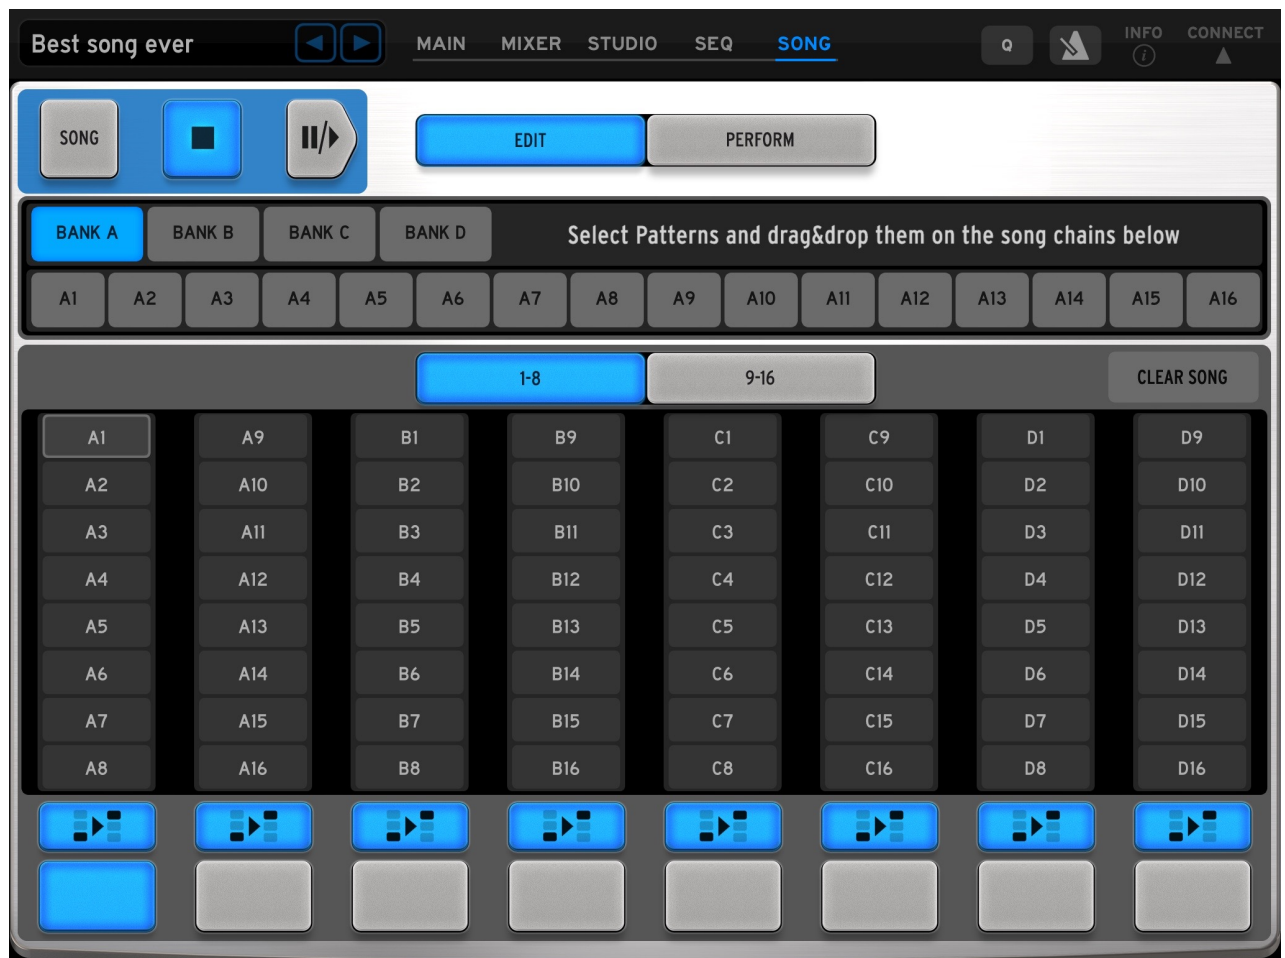 Best song ever MAIN MIXER STUDIO SEQ SONG Q INFO CONNECT
SONG EDIT PERFORM
BANK A BANK B BANK C BANK D Select Patterns and drag&drop them on the song chains below
A1 A2 A3 A4 A5 A6 A7 A8 A9 A10 A11 A12 A13 A14 A15 A16
1-8 9-16 CLEAR SONG
A1 A9 B1 B9 C1 C9 D1 D9
A2 A10 B2 B10 C2 C10 D2 D10
A3 A11 B3 B11 C3 C11 D3 D11
A4 A12 B4 B12 C4 C12 D4 D12
A5 A13 B5 B13 C5 C13 D5 D13
A6 A14 B6 B14 C6 C14 D6 D14
A7 A15 B7 B15 C7 C15 D7 D15
A8 A16 B8 B16 C8 C16 D8 D16